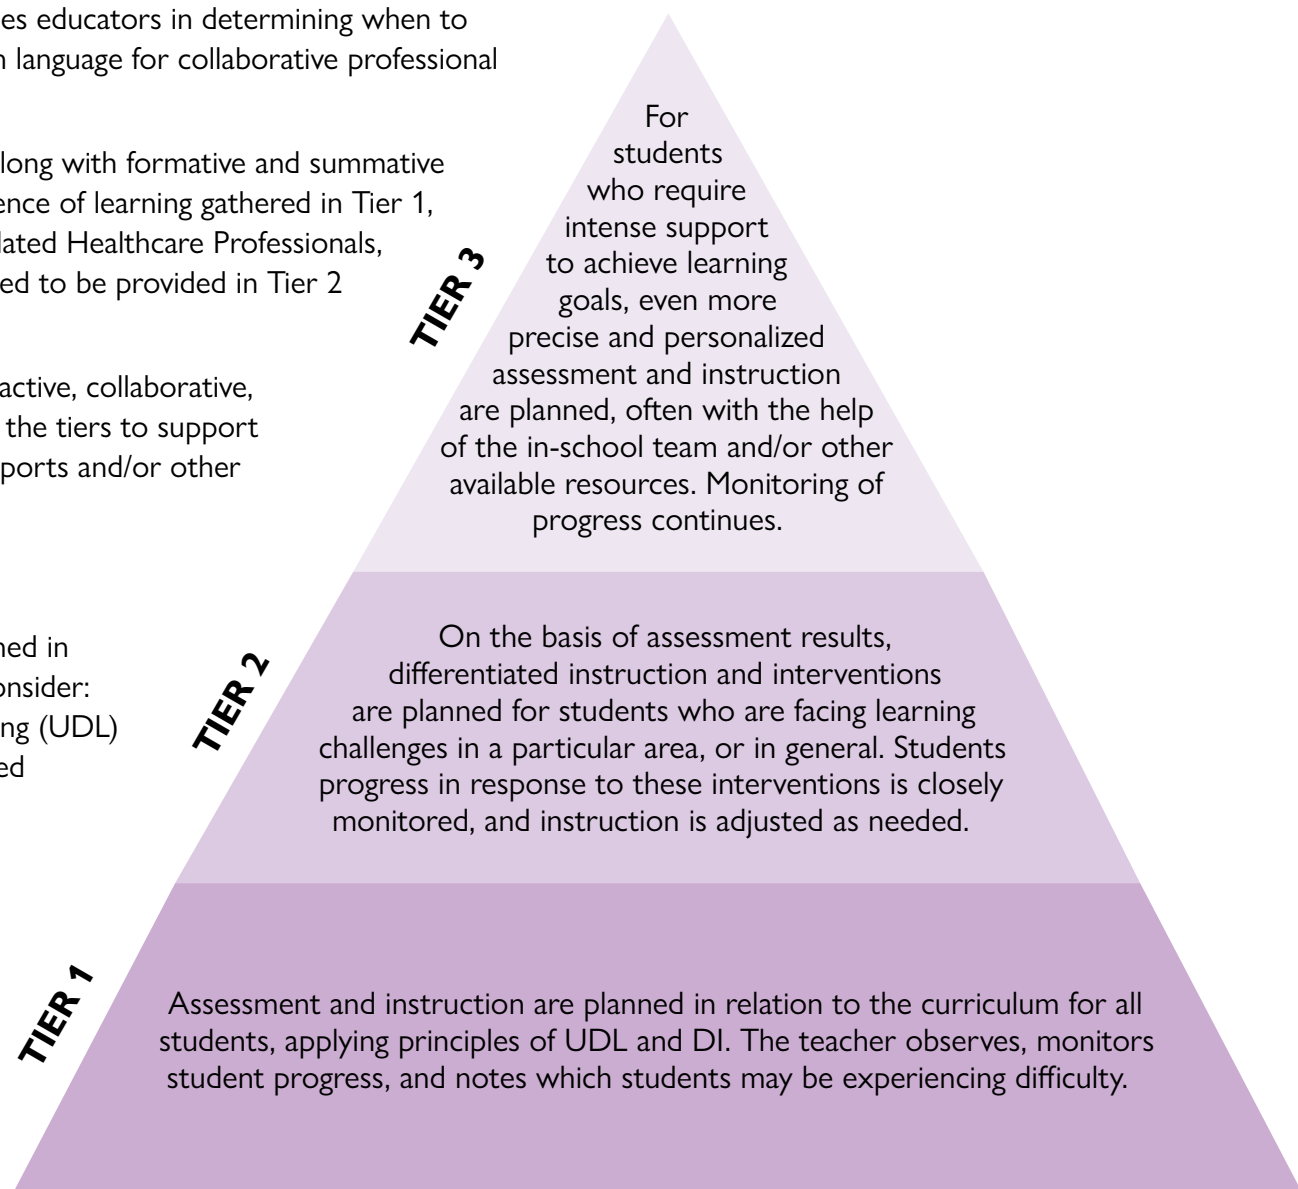 es educators in determining when to
n language for collaborative professional
long with formative and summative
ence of learning gathered in Tier 1,
lated Healthcare Professionals,
ed to be provided in Tier 2
active, collaborative,
the tiers to support
ports and/or other
ned in
onsider:
ng (UDL)
ed
TIER 3
For
students
who require
intense support
to achieve learning
goals, even more
precise and personalized
assessment and instruction
are planned, often with the help
of the in-school team and/or other
available resources. Monitoring of
progress continues.
TIER 2
On the basis of assessment results,
differentiated instruction and interventions
are planned for students who are facing learning
challenges in a particular area, or in general. Students
progress in response to these interventions is closely
monitored, and instruction is adjusted as needed.
TIER 1
Assessment and instruction are planned in relation to the curriculum for all
students, applying principles of UDL and DI. The teacher observes, monitors
student progress, and notes which students may be experiencing difficulty.